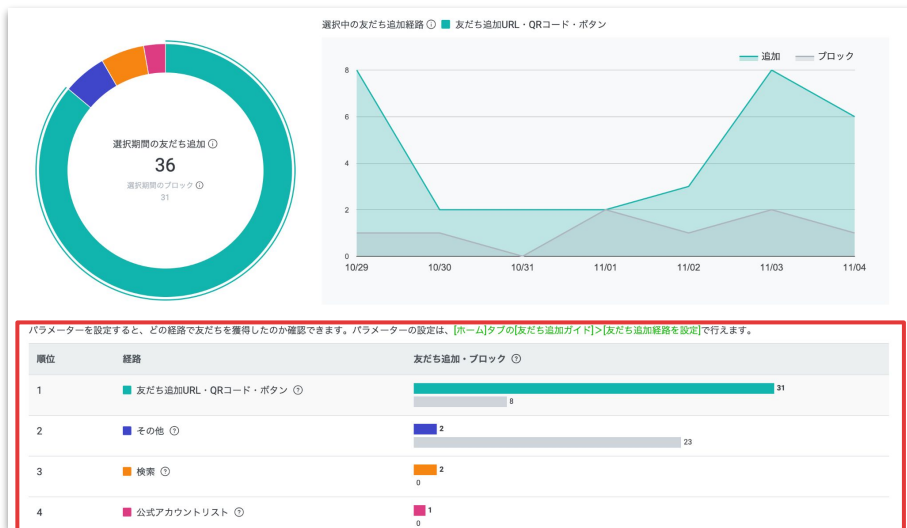 選択中の友だち追加経路 友だち追加URL・QRコード・ボタン
追加 ブロック
8
6
4
2
0
10/29 10/30 10/31 11/01 11/02 11/03 11/04
選択期間の友だち追加
36
選択期間のブロック
31
パラメーターを設定すると、どの経路で友だちを獲得したのか確認できます。パラメーターの設定は、[ホーム]タブの[友だち追加ガイド]>[友だち追加経路を設定]で行えます。
順位 経路 友だち追加・ブロック
1 友だち追加URL・QRコード・ボタン 31
8
2 その他 2
23
3 検索 2
0
4 公式アカウントリスト 1
0